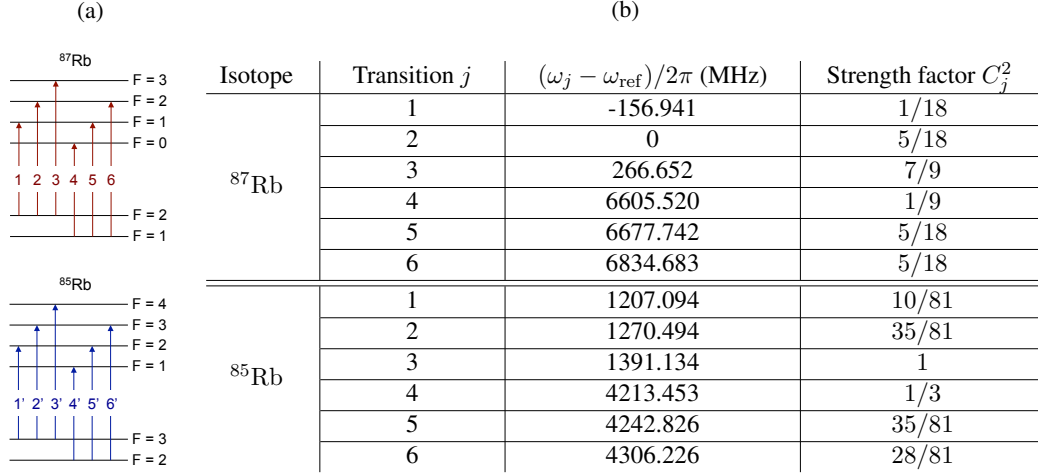 (a)
(b)
⁸⁷Rb
F = 3
F = 2
F = 1
F = 0
1 2 3 4 5 6
F = 2
F = 1
⁸⁵Rb
F = 4
F = 3
F = 2
F = 1
1' 2' 3' 4' 5' 6'
F = 3
F = 2
Isotope Transition j (ω_j − ω_ref)/2π (MHz) Strength factor C_j^2
⁸⁷Rb
1 -156.941 1/18
2 0 5/18
3 266.652 7/9
4 6605.520 1/9
5 6677.742 5/18
6 6834.683 5/18
⁸⁵Rb
1 1207.094 10/81
2 1270.494 35/81
3 1391.134 1
4 4213.453 1/3
5 4242.826 35/81
6 4306.226 28/81